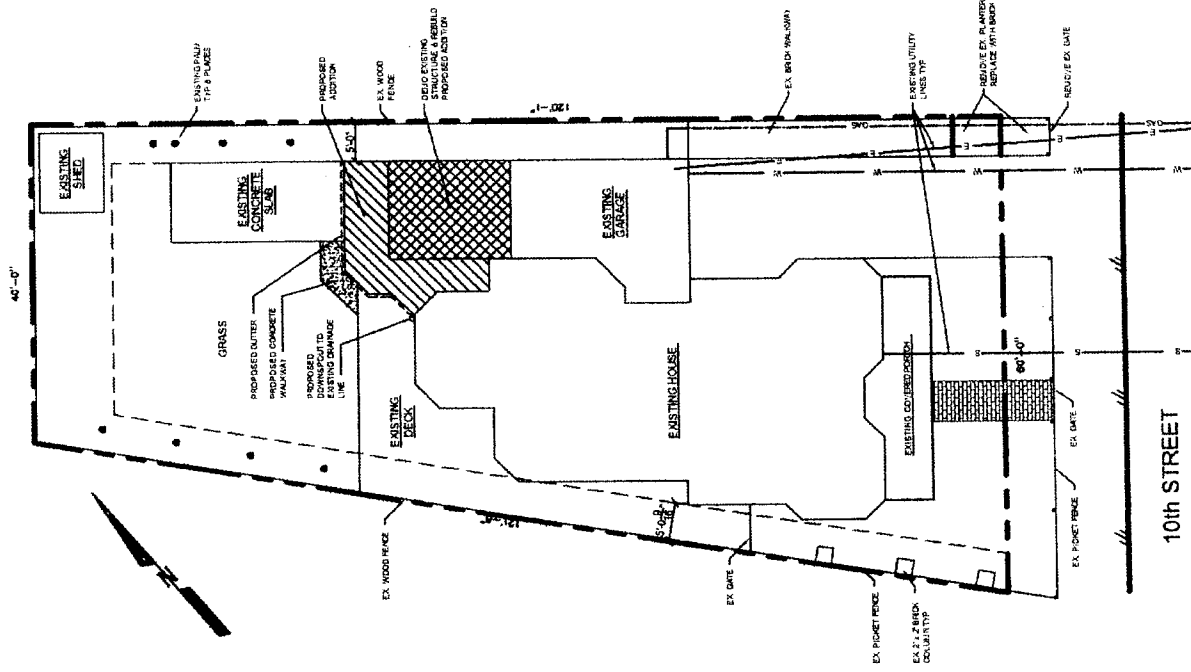 40'-0"
EXISTING
SHED
EXISTING PALM
TYP 8 PLACES
PROPOSED
ADDITION
EX. WOOD
FENCE
DEMO EXISTING
STRUCTURE & REBUILD
PROPOSED ADDITION
120'-1"
5'-0"
EX. BRICK WALKWAY
EXISTING UTILITY
LINES TYP
REMOVE EX. PLANTER
REPLACE WITH BRICK
REMOVE EX. GATE
EXISTING
CONCRETE
SLAB
GRASS
PROPOSED GUTTER
PROPOSED CONCRETE
WALKWAY
PROPOSED
DOWNSPOUT TO
EXISTING DRAINAGE
LINE
EXISTING
DECK
EXISTING
GARAGE
EXISTING HOUSE
EXISTING COVERED PORCH
GAS
GAS
E
E
E
E
W
W
W
W
W
S
S
S
60'-0"
N
EX. WOOD FENCE
5'-0"
EX. GATE
EX. PICKET FENCE
EX. 2' x 2' BRICK
COLUMN TYP
EX. GATE
EX. PICKET FENCE
10th STREET